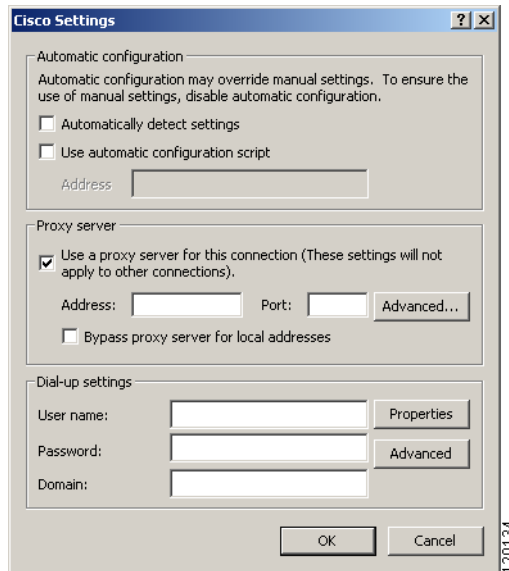 Cisco Settings
Automatic configuration
Automatic configuration may override manual settings. To ensure the
use of manual settings, disable automatic configuration.
Automatically detect settings
Use automatic configuration script
Address
Proxy server
Use a proxy server for this connection (These settings will not
apply to other connections).
Address: Port: Advanced...
Bypass proxy server for local addresses
Dial-up settings
User name: Properties
Password: Advanced
Domain:
OK Cancel
120134